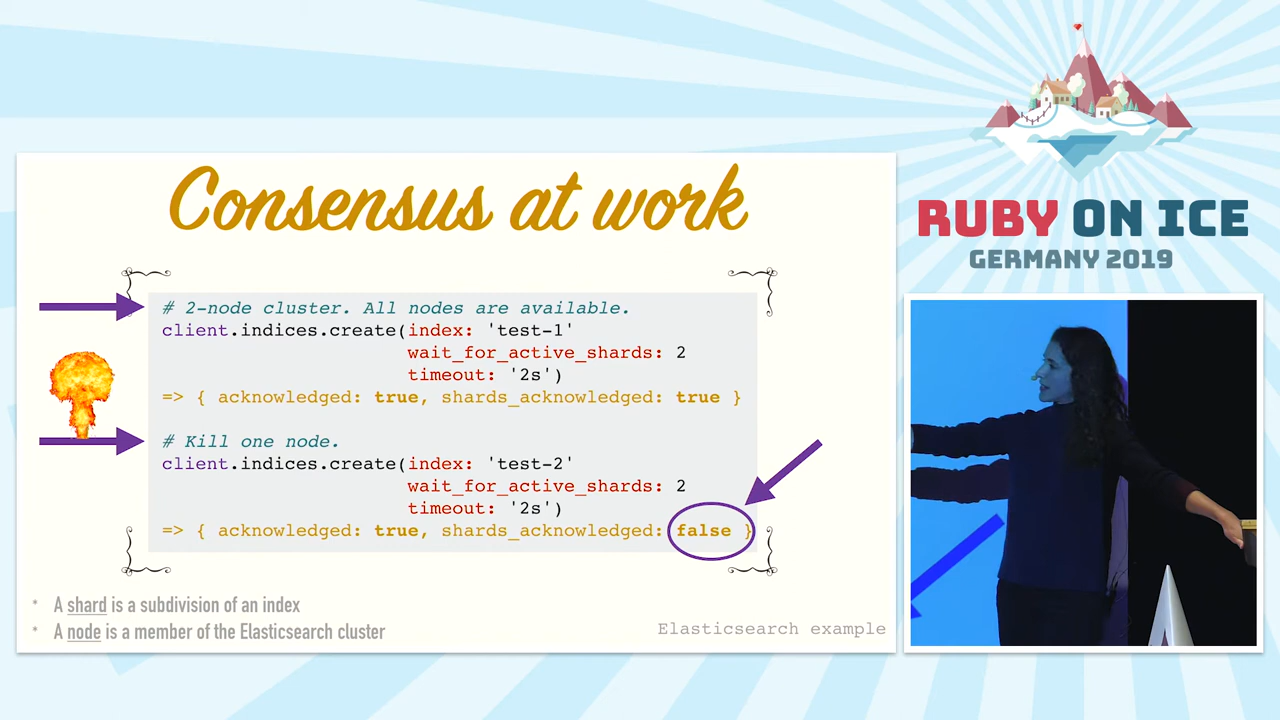 RUBY ON ICE
GERMANY 2019
Consensus at work
# 2-node cluster. All nodes are available.
client.indices.create(index: 'test-1'
wait_for_active_shards: 2
timeout: '2s')
=> { acknowledged: true, shards_acknowledged: true }
# Kill one node.
client.indices.create(index: 'test-2'
wait_for_active_shards: 2
timeout: '2s')
=> { acknowledged: true, shards_acknowledged: false }
* A shard is a subdivision of an index
* A node is a member of the Elasticsearch cluster
Elasticsearch example